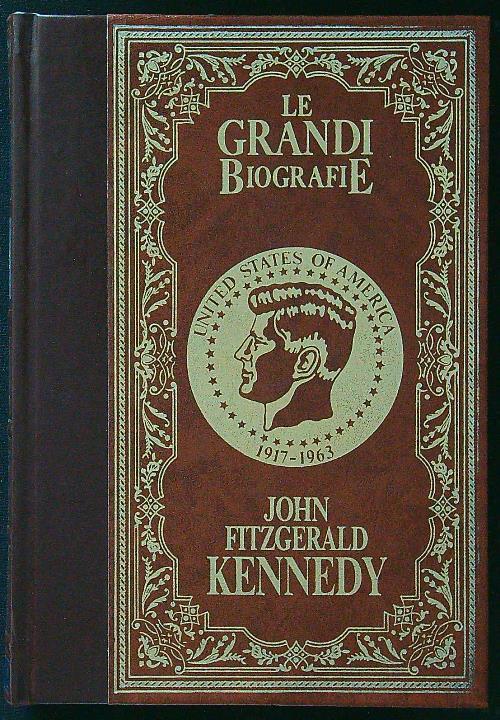 LE
GRANDI
BIOGRAFIE
UNITED STATES OF AMERICA
1917-1963
JOHN
FITZGERALD
KENNEDY